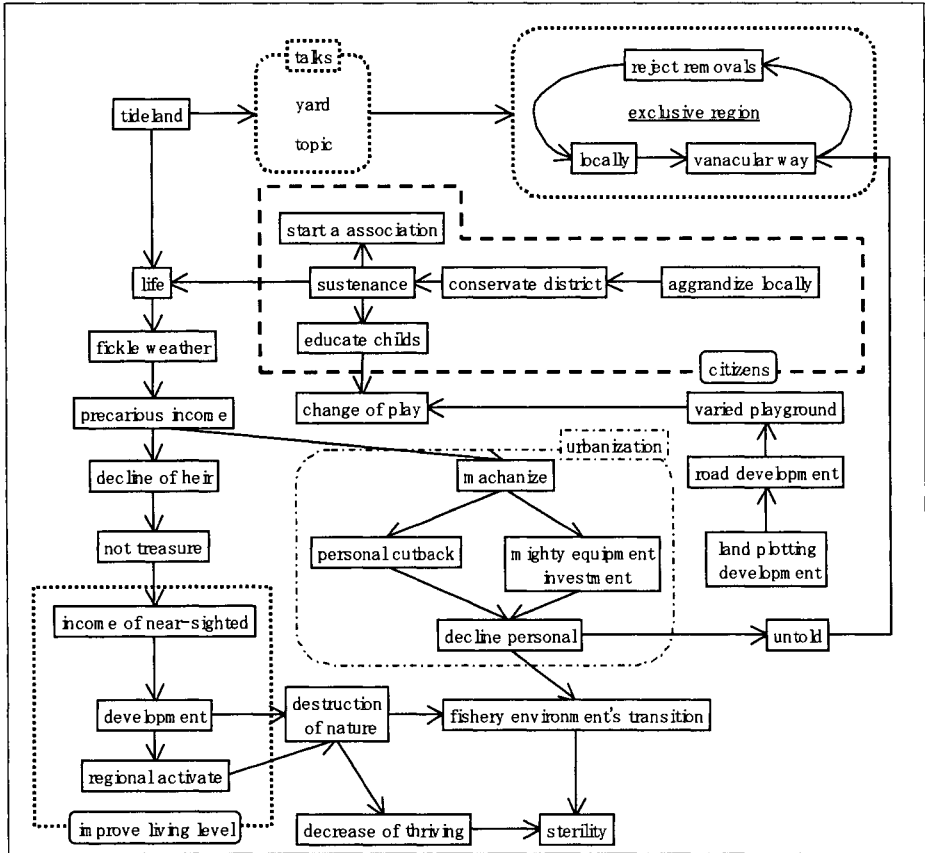 talks
reject removals
yard
tideland
exclusive region
topic
locally
vanacular way
start a association
life
sustenance
conservate district
aggrandize locally
fickle weather
educate childs
citizens
precarious income
change of play
varied playground
urbanization
decline of heir
machanize
road development
not treasure
personal cutback
mighty equipment
investment
land plotting
development
income of near-sighted
decline personal
untold
development
destruction
of nature
fishery environment's transition
regional activate
improve living level
decrease of thriving
sterility